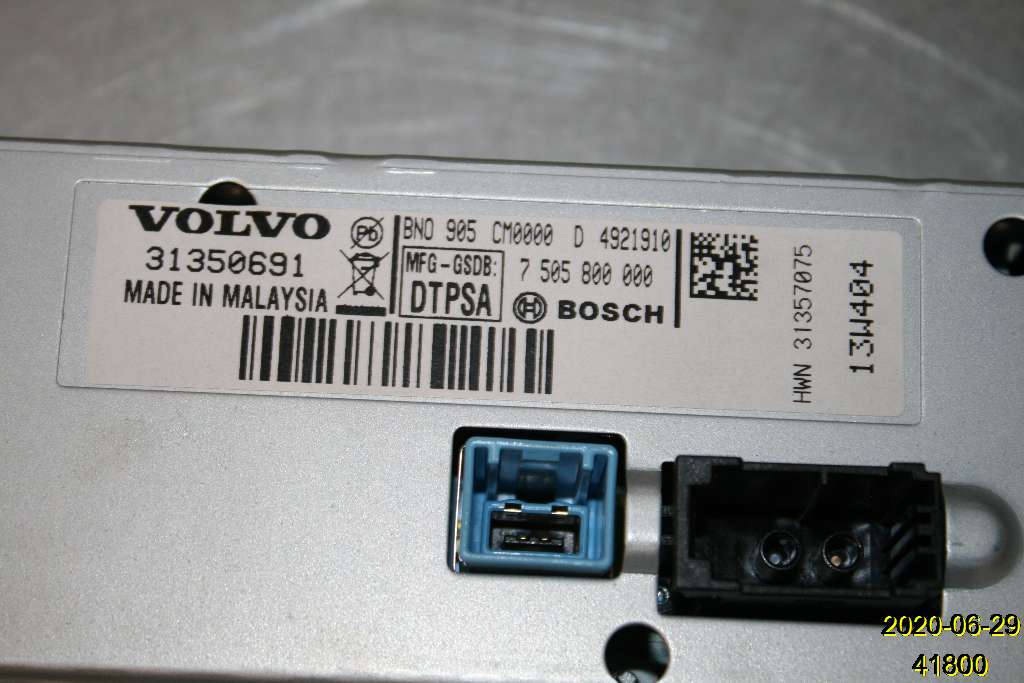 VOLVO
31350691
MADE IN MALAYSIA
Pb
BNO 905 CM0000 D 4921910
MFG-GSDB:
DTPSA
7 505 800 000
BOSCH
HWN 31357075
13W404
2020-06-29
41800